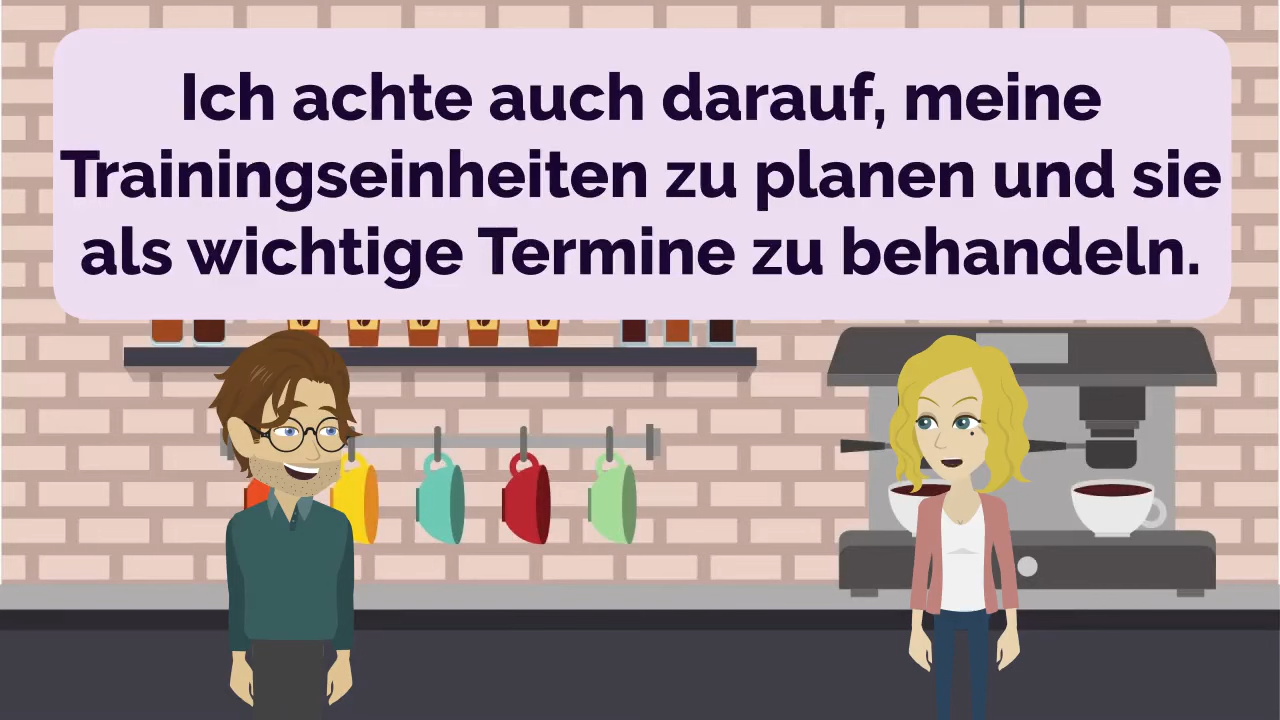 Ich achte auch darauf, meine
Trainingseinheiten zu planen und sie
als wichtige Termine zu behandeln.